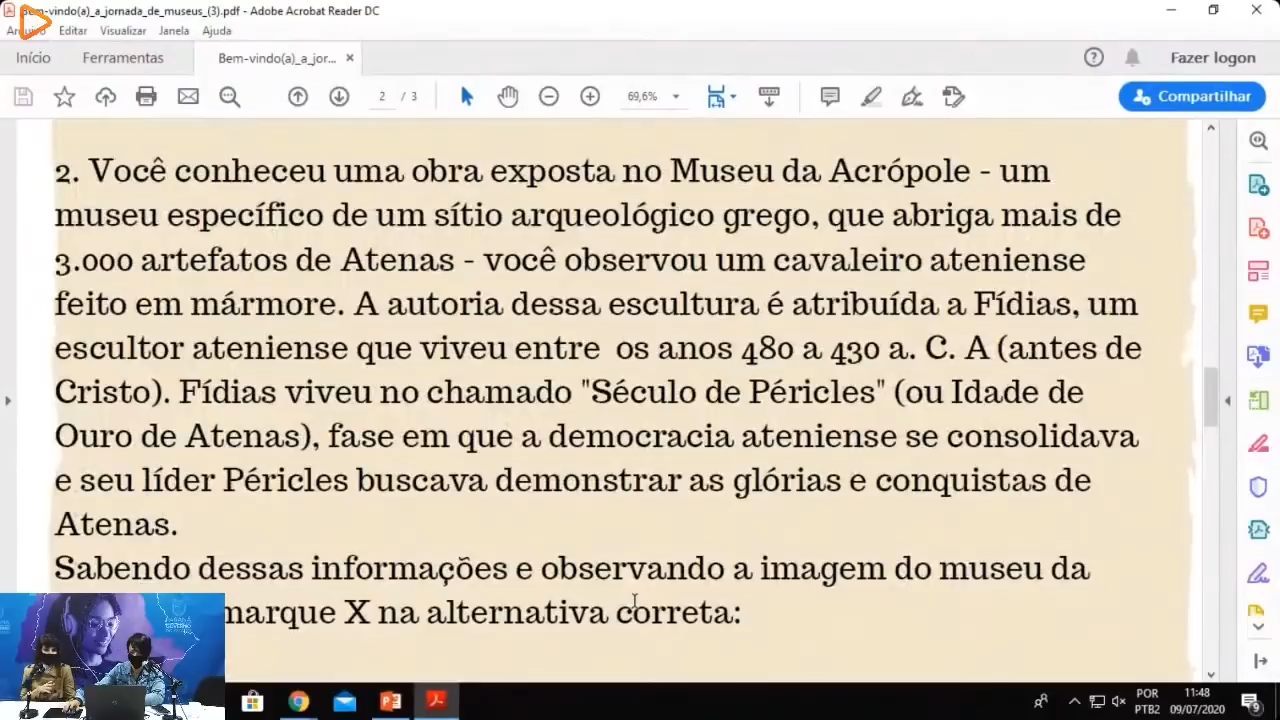 Bem-vindo(a)_a_jornada_de_museus_(3).pdf - Adobe Acrobat Reader DC
Arquivo Editar Visualizar Janela Ajuda
Início Ferramentas Bem-vindo(a)_a_jor... × Fazer logon
2 / 3 69,6% Compartilhar
2. Você conheceu uma obra exposta no Museu da Acrópole - um
museu específico de um sítio arqueológico grego, que abriga mais de
3.000 artefatos de Atenas - você observou um cavaleiro ateniense
feito em mármore. A autoria dessa escultura é atribuída a Fídias, um
escultor ateniense que viveu entre os anos 480 a 430 a. C. A (antes de
Cristo). Fídias viveu no chamado "Século de Péricles" (ou Idade de
Ouro de Atenas), fase em que a democracia ateniense se consolidava
e seu líder Péricles buscava demonstrar as glórias e conquistas de
Atenas.
Sabendo dessas informações e observando a imagem do museu da
marque X na alternativa correta:
POR 11:48
PTB2 09/07/2020 9